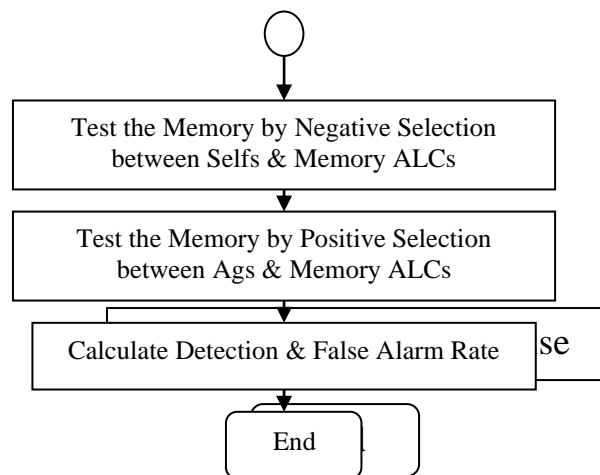 Test the Memory by Negative Selection
between Selfs & Memory ALCs
Test the Memory by Positive Selection
between Ags & Memory ALCs
Calculate Detection & False Alarm Rate
End